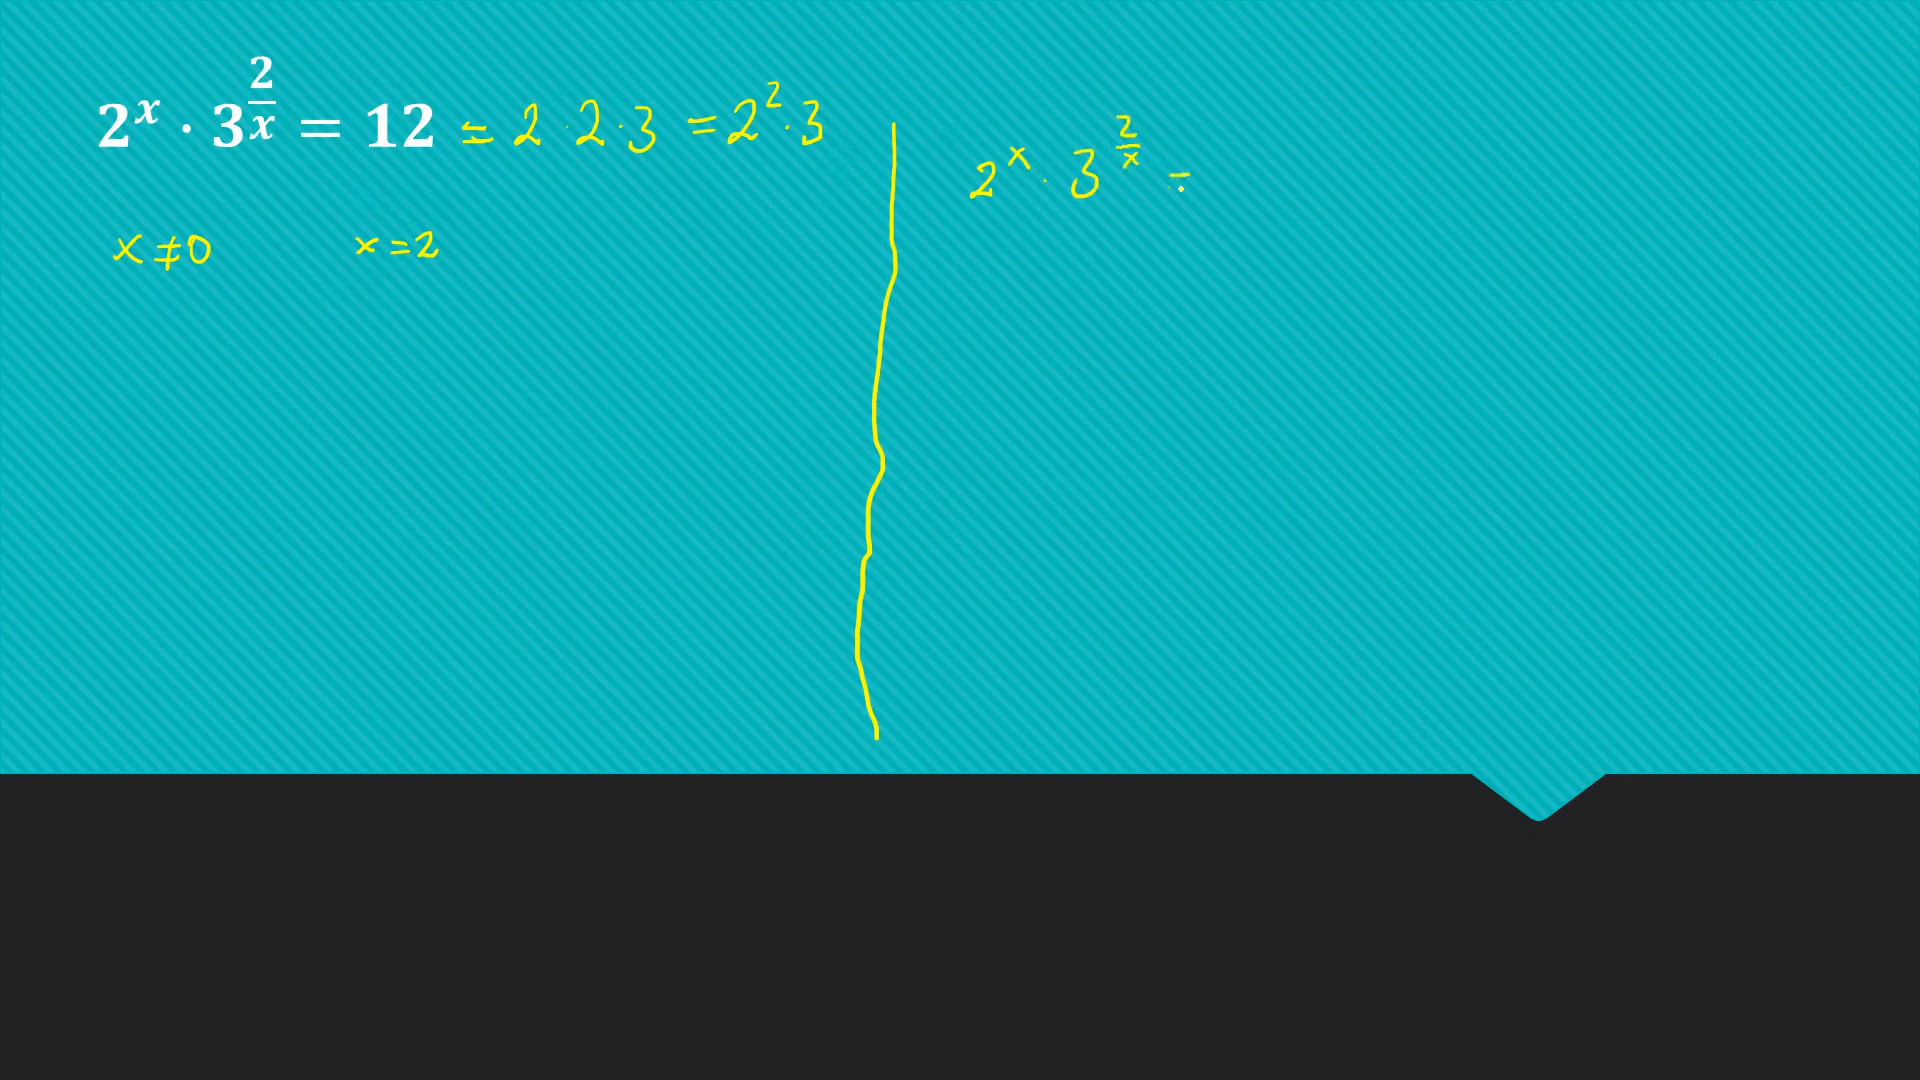 2^x · 3^(2/x) = 12 = 2 · 2 · 3 = 2^2 · 3
x ≠ 0 x = 2
2^x · 3^(2/x) =